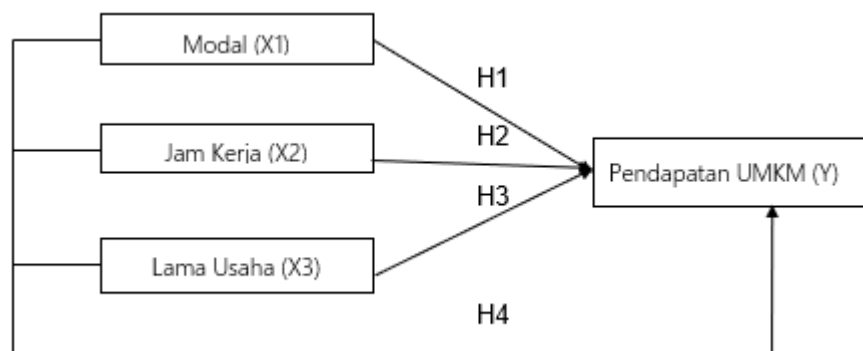 Modal (X1)
H1
H2
Jam Kerja (X2)
Pendapatan UMKM (Y)
H3
Lama Usaha (X3)
H4